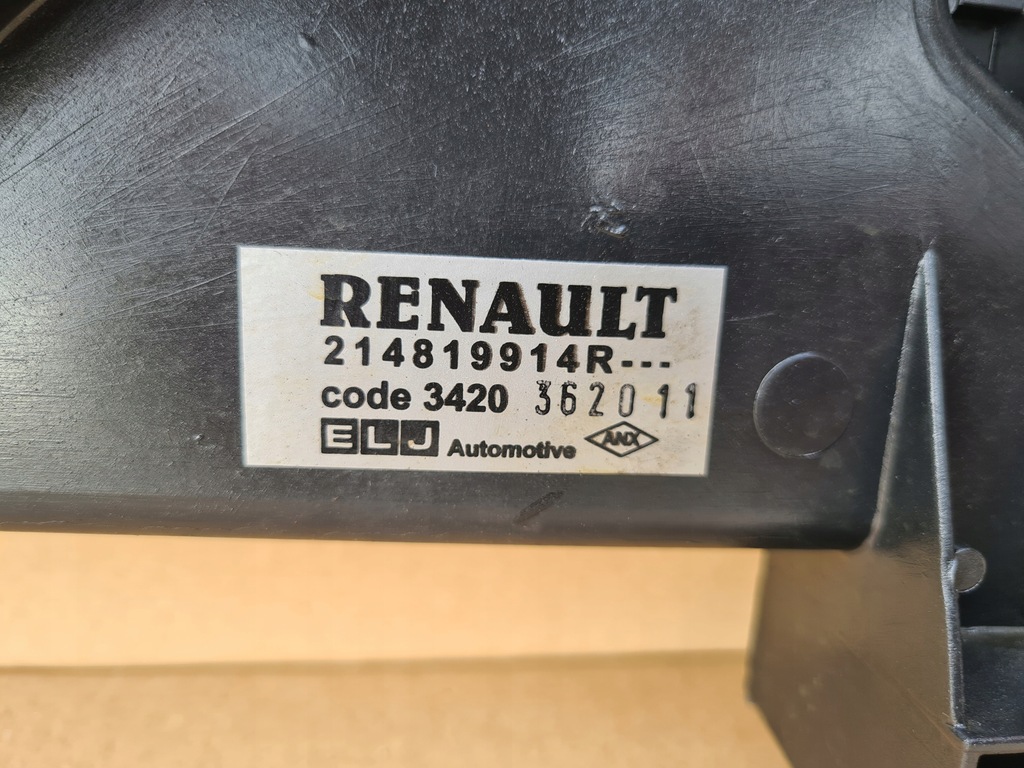 RENAULT
214819914R---
code 3420 362011
ELJ Automotive ANX